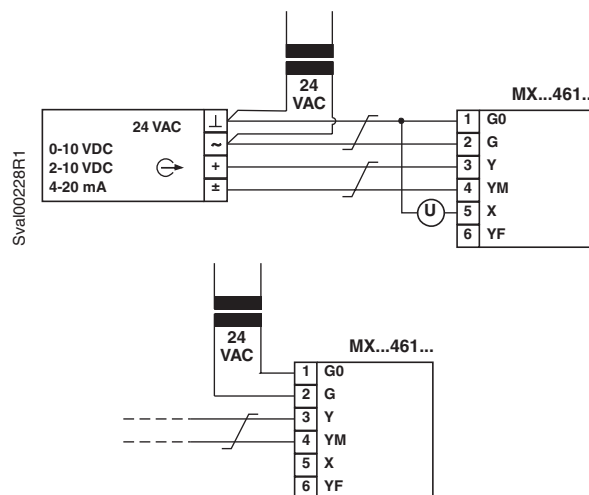 24
VAC
MX...461...
24 VAC
0-10 VDC
2-10 VDC
4-20 mA
⊥
~
+
±
1 G0
2 G
3 Y
4 YM
5 X
6 YF
U
Sval00228R1
24
VAC
MX...461...
1 G0
2 G
3 Y
4 YM
5 X
6 YF